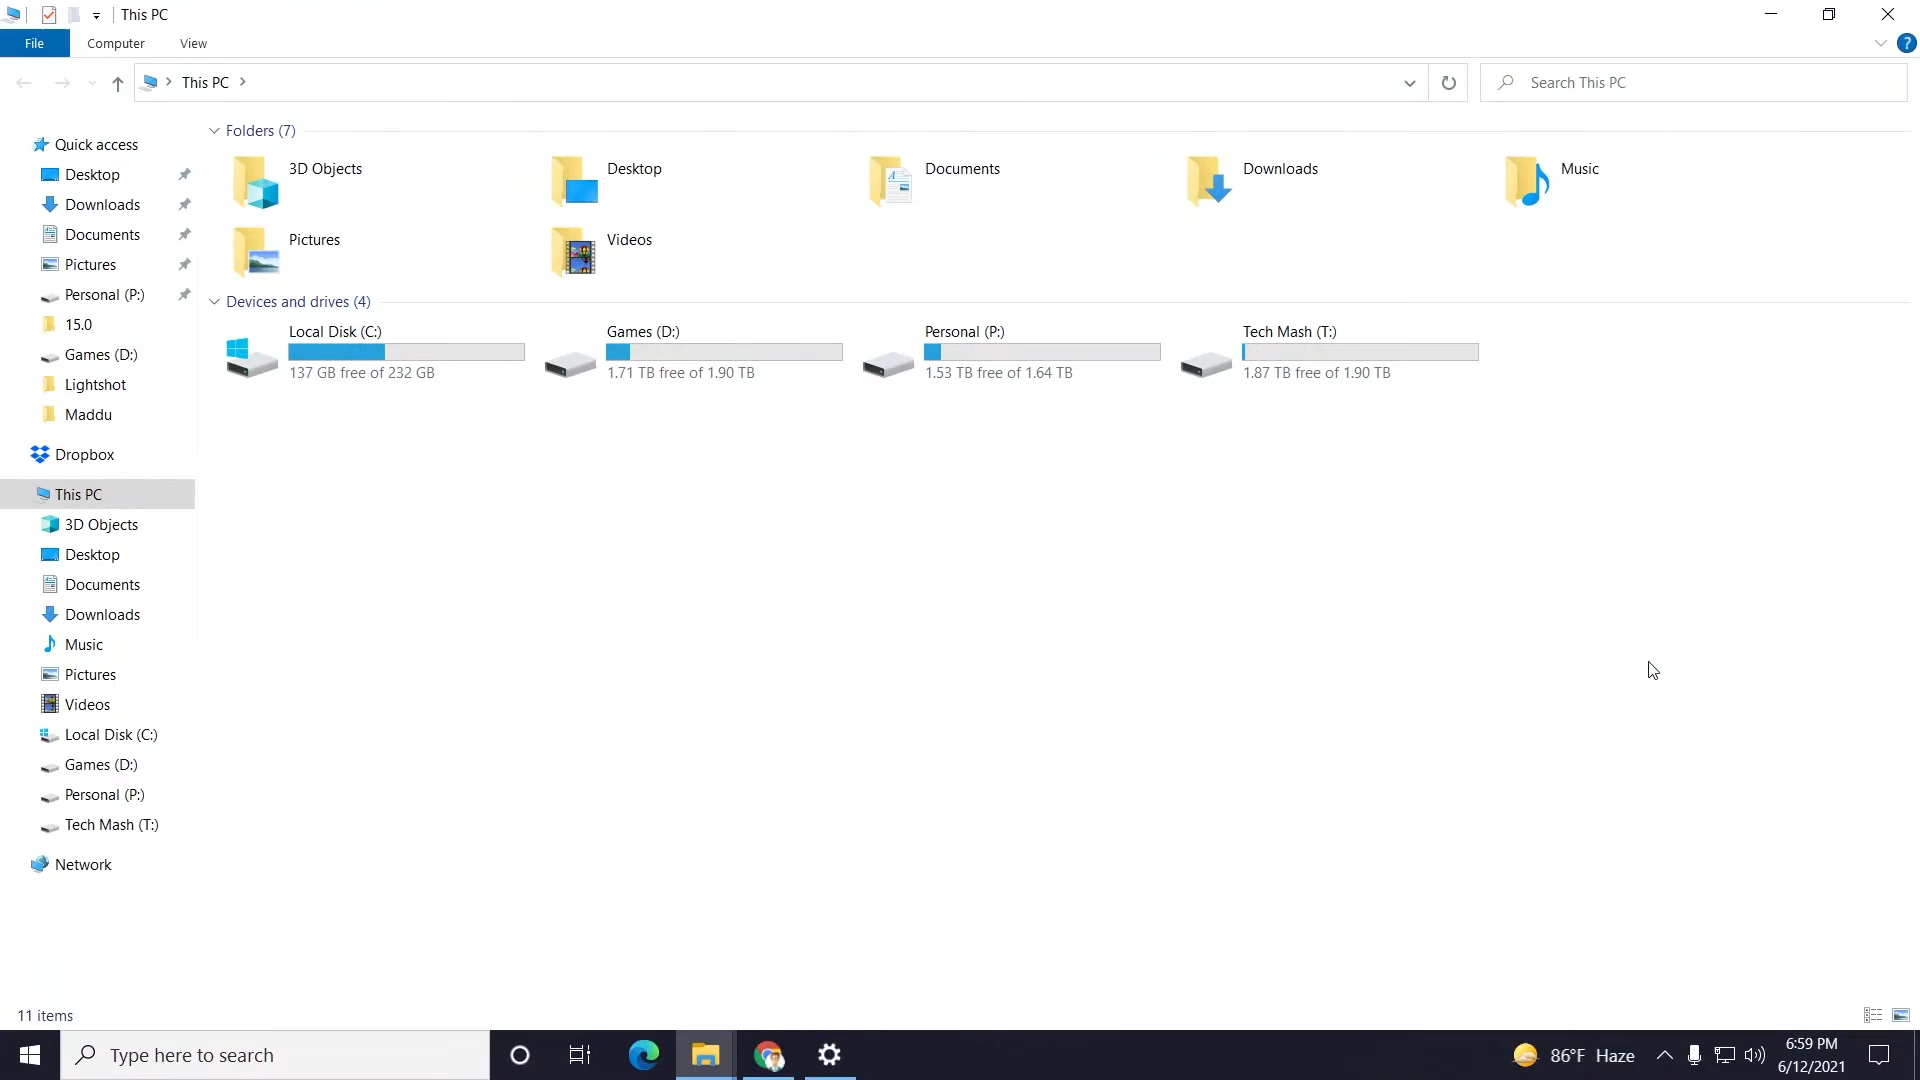 This PC
File Computer View
This PC
Search This PC
Quick access
Desktop
Downloads
Documents
Pictures
Personal (P:)
15.0
Games (D:)
Lightshot
Maddu
Dropbox
This PC
3D Objects
Desktop
Documents
Downloads
Music
Pictures
Videos
Local Disk (C:)
Games (D:)
Personal (P:)
Tech Mash (T:)
Network
Folders (7)
3D Objects
Desktop
Documents
Downloads
Music
Pictures
Videos
Devices and drives (4)
Local Disk (C:)
137 GB free of 232 GB
Games (D:)
1.71 TB free of 1.90 TB
Personal (P:)
1.53 TB free of 1.64 TB
Tech Mash (T:)
1.87 TB free of 1.90 TB
11 items
Type here to search
86°F Haze
6:59 PM
6/12/2021